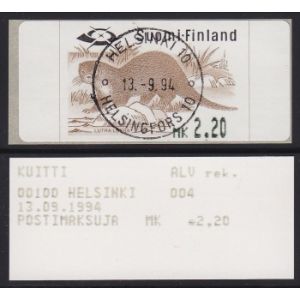 Suomi·Finland
HELSINKI 10
13.-9.94
HELSINGFORS 10
LUTRA
MK 2.20
KUITTI ALV rek.
00100 HELSINKI 004
13.09.1994
POSTIMAKSUJA MK *2,20